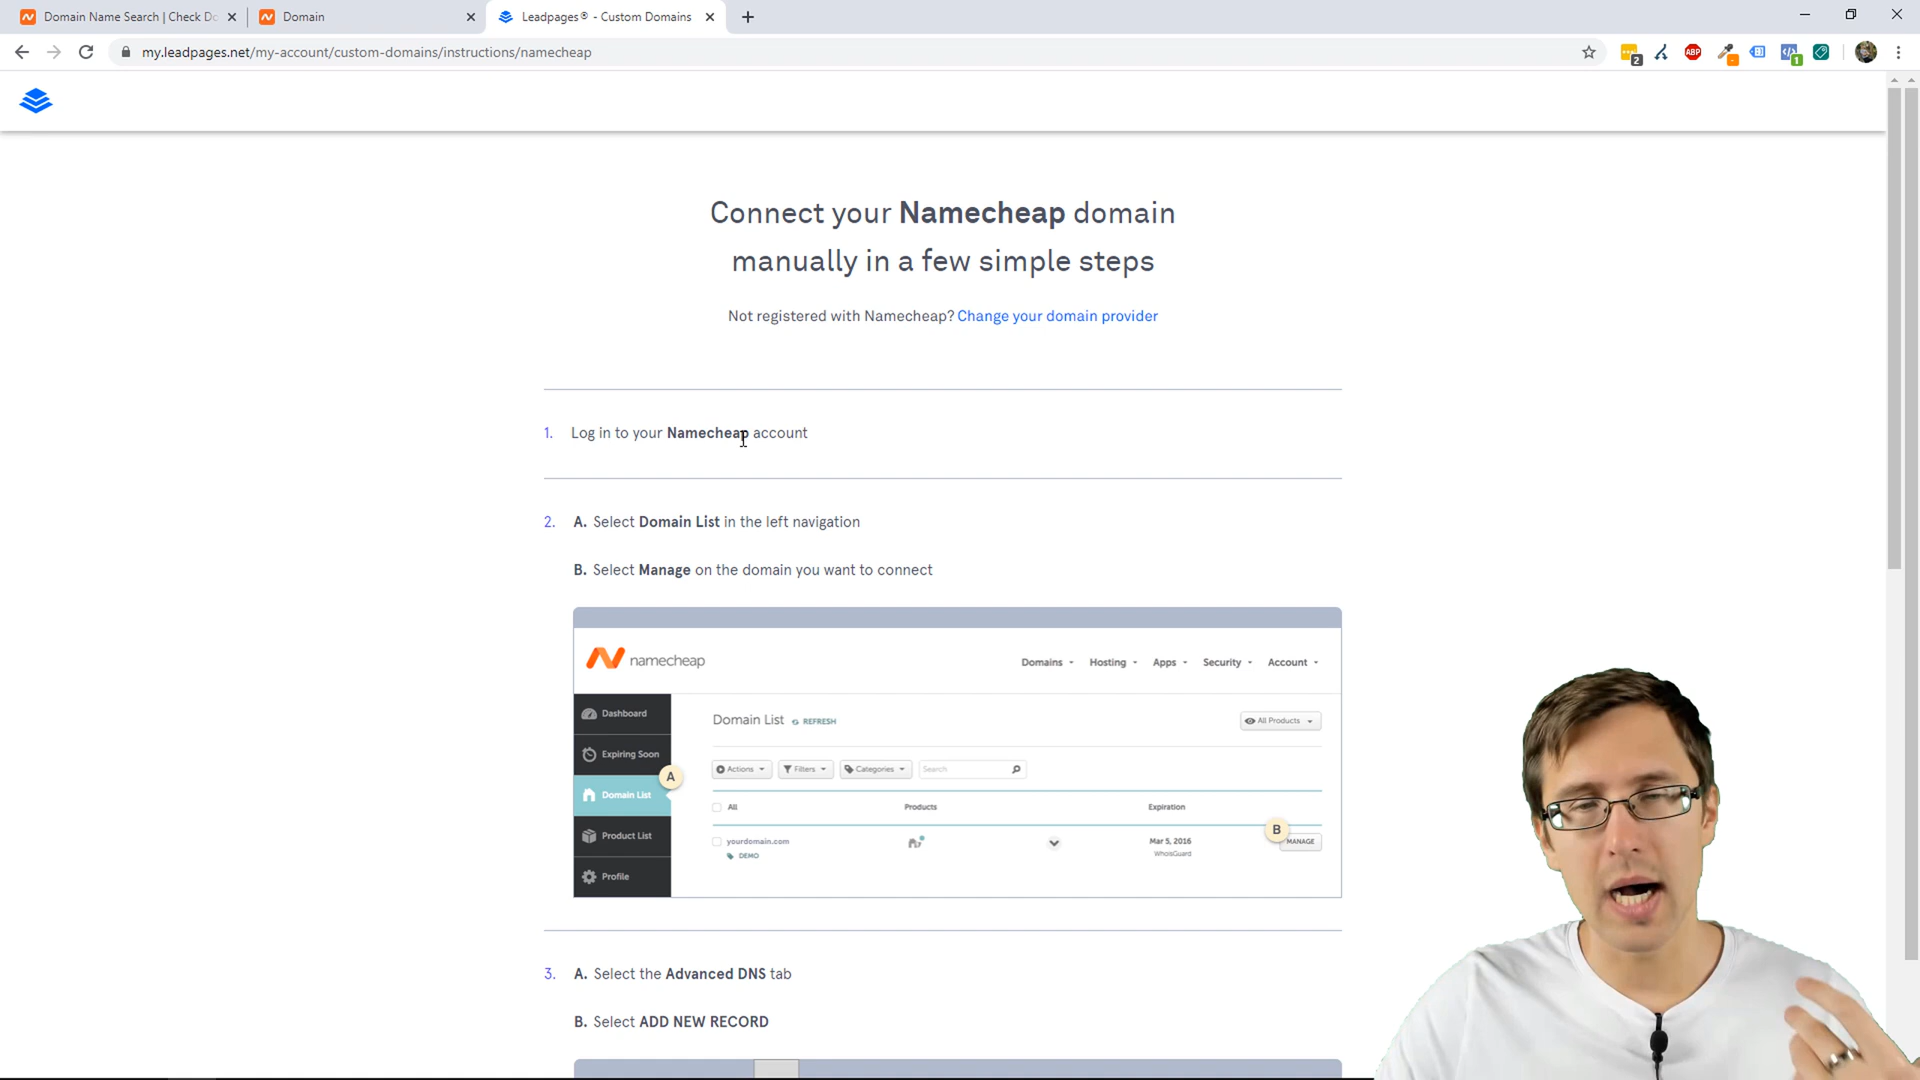 Domain Name Search | Check Do
Domain
Leadpages® - Custom Domains
my.leadpages.net/my-account/custom-domains/instructions/namecheap
2
ABP
1
Connect your Namecheap domain
manually in a few simple steps
Not registered with Namecheap? Change your domain provider
1. Log in to your Namecheap account
2. A. Select Domain List in the left navigation
B. Select Manage on the domain you want to connect
namecheap
Domains Hosting Apps Security Account
Dashboard
Domain List REFRESH
All Products
Expiring Soon
A
Actions Filters Categories Search
Domain List
All Products Expiration
Product List
B
yourdomain.com Mar 5, 2016 MANAGE
DEMO WhoisGuard
Profile
3. A. Select the Advanced DNS tab
B. Select ADD NEW RECORD